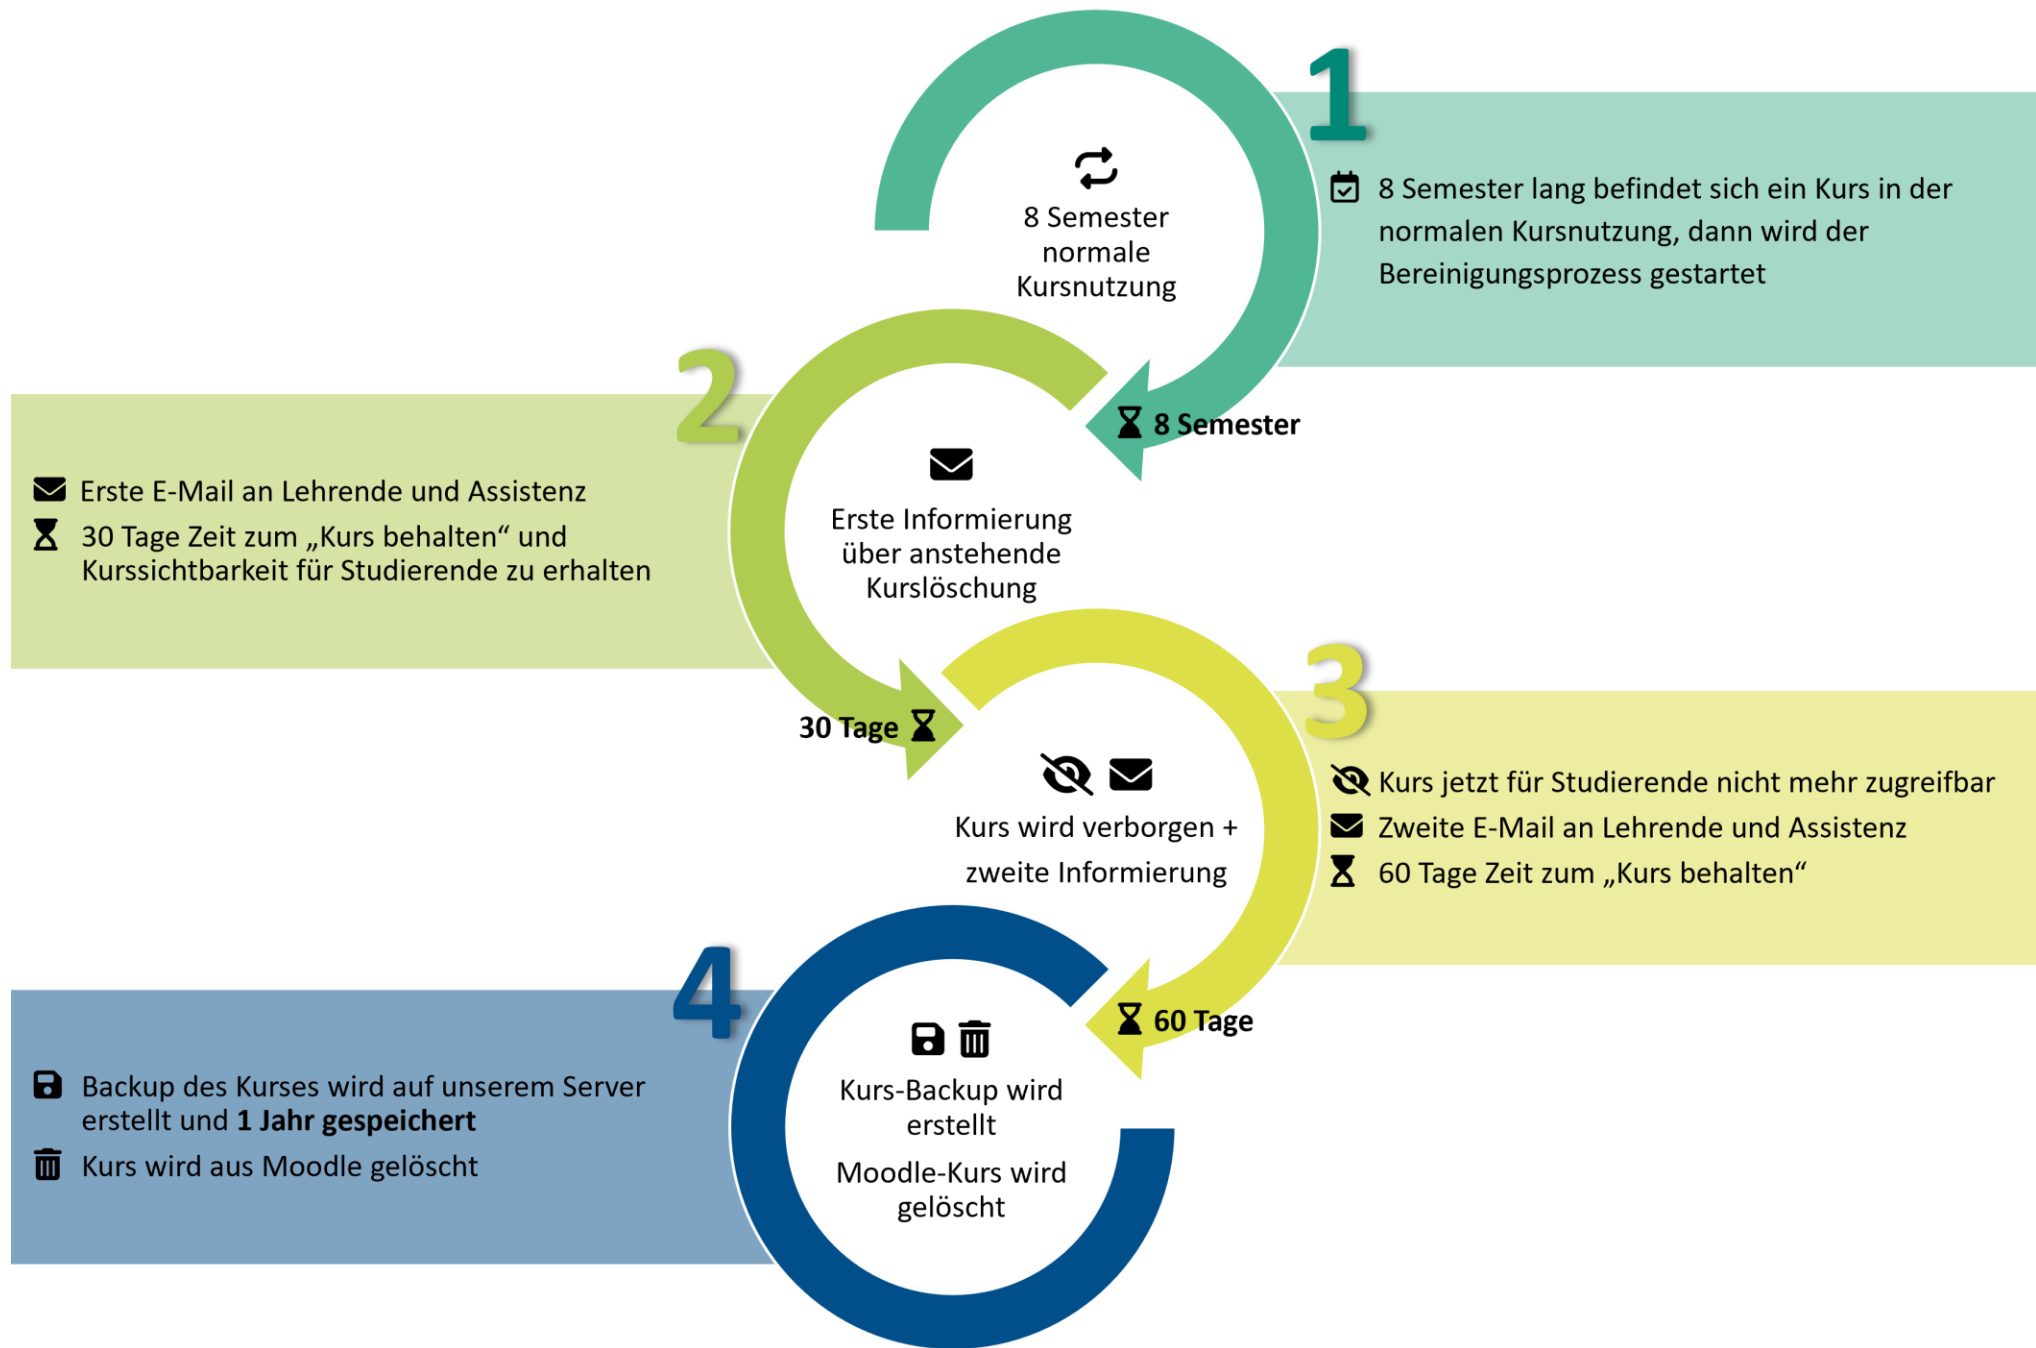 1
8 Semester
normale
Kursnutzung
8 Semester lang befindet sich ein Kurs in der
normalen Kursnutzung, dann wird der
Bereinigungsprozess gestartet
8 Semester
2
Erste E-Mail an Lehrende und Assistenz
30 Tage Zeit zum „Kurs behalten“ und
Kurssichtbarkeit für Studierende zu erhalten
Erste Informierung
über anstehende
Kurslöschung
30 Tage
3
Kurs wird verborgen +
zweite Informierung
Kurs jetzt für Studierende nicht mehr zugreifbar
Zweite E-Mail an Lehrende und Assistenz
60 Tage Zeit zum „Kurs behalten“
60 Tage
4
Backup des Kurses wird auf unserem Server
erstellt und 1 Jahr gespeichert
Kurs wird aus Moodle gelöscht
Kurs-Backup wird
erstellt
Moodle-Kurs wird
gelöscht